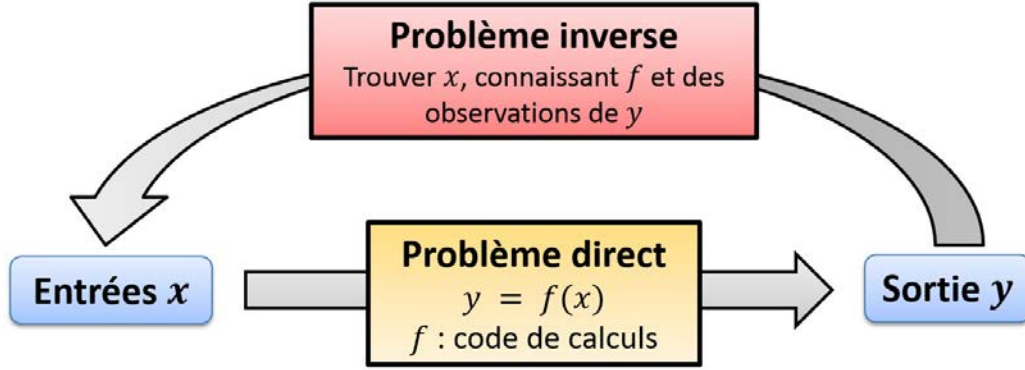 Problème inverse
Trouver x, connaissant f et des
observations de y
Entrées x
Problème direct
y = f(x)
f : code de calculs
Sortie y